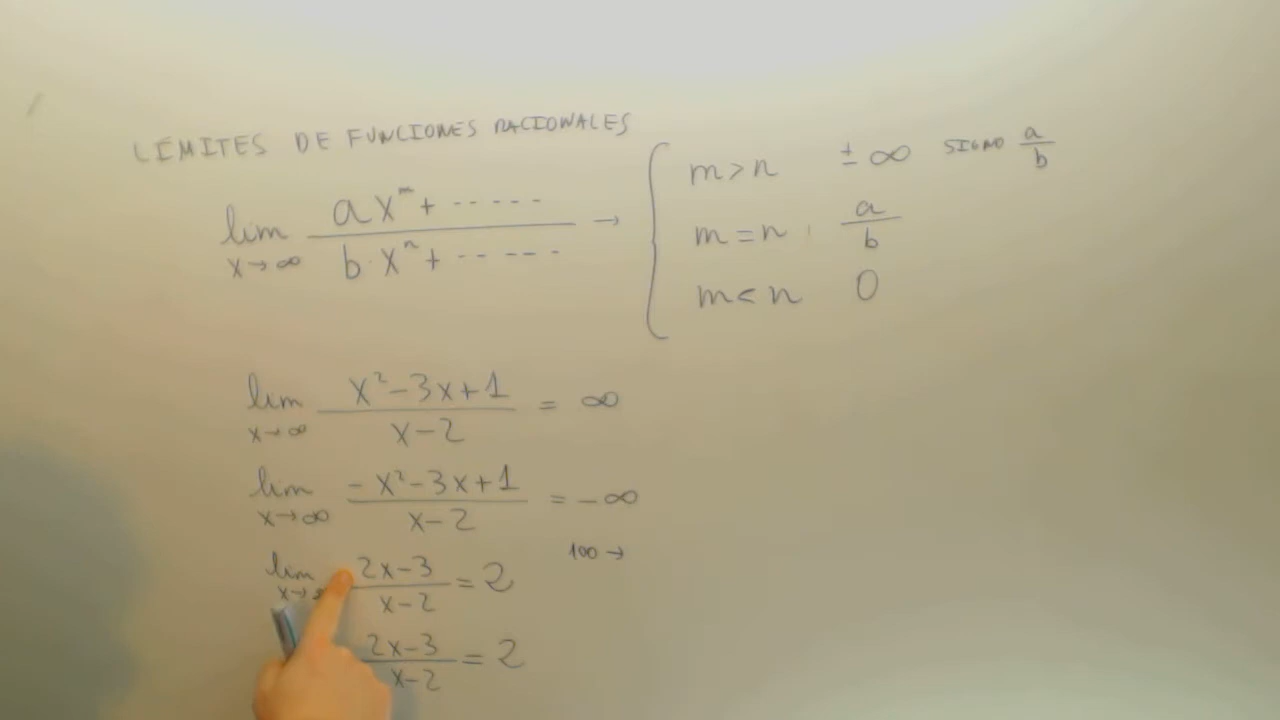 LÍMITES DE FUNCIONES RACIONALES
lim x→∞ (ax^m + ·····)/(b·x^n + ·····) → {
m > n ± ∞ SIGNO a/b
m = n a/b
m < n 0
lim x→∞ (x²-3x+1)/(x-2) = ∞
lim x→∞ (-x²-3x+1)/(x-2) = -∞
100 →
lim x→ (2x-3)/(x-2) = 2
(2x-3)/(x-2) = 2